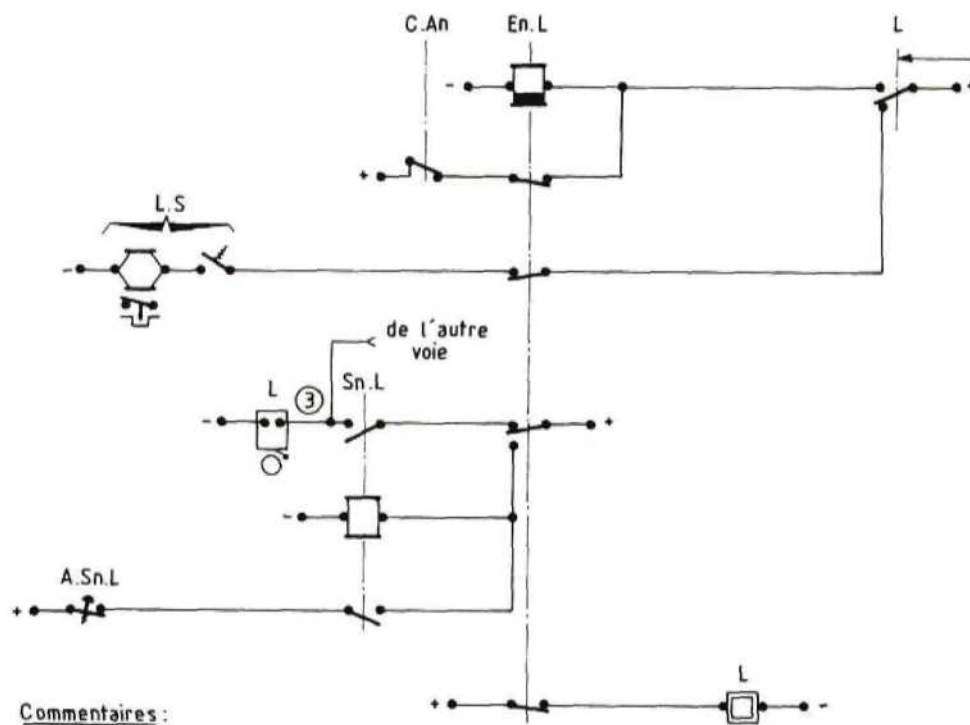 C.An En.L L
-
+
+
L.S
-
de l'autre
voie
L ③ Sn.L
-
+
-
A.Sn.L
+
L
+ -
Commentaires :